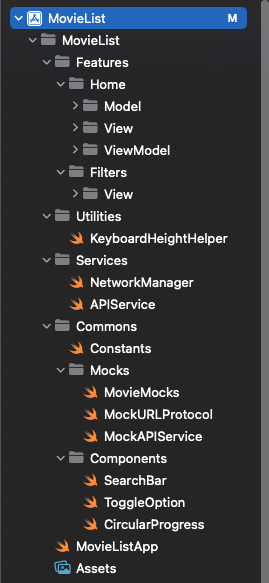 MovieList M
MovieList
Features
Home
Model
View
ViewModel
Filters
View
Utilities
KeyboardHeightHelper
Services
NetworkManager
APIService
Commons
Constants
Mocks
MovieMocks
MockURLProtocol
MockAPIService
Components
SearchBar
ToggleOption
CircularProgress
MovieListApp
Assets